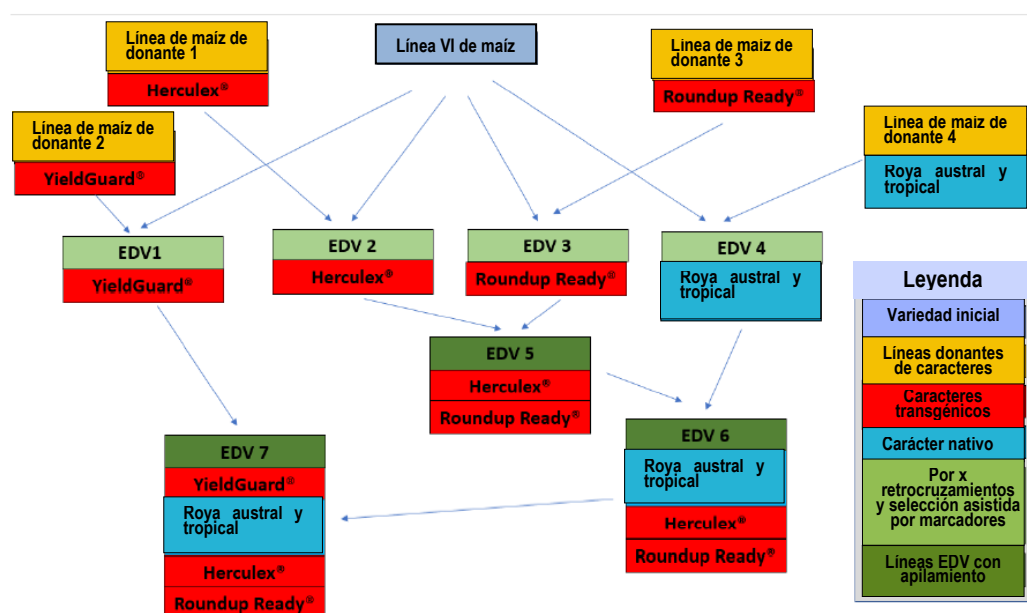 Línea de maíz de
donante 1
Herculex®
Línea VI de maíz
Línea de maíz de
donante 3
Roundup Ready®
Línea de maíz de
donante 2
YieldGuard®
Línea de maíz de
donante 4
Roya austral y
tropical
EDV1
YieldGuard®
EDV 2
Herculex®
EDV 3
Roundup Ready®
EDV 4
Roya austral y
tropical
EDV 5
Herculex®
Roundup Ready®
EDV 6
Roya austral y
tropical
Herculex®
Roundup Ready®
EDV 7
YieldGuard®
Roya austral y
tropical
Herculex®
Roundup Ready®
Leyenda
Variedad inicial
Líneas donantes
de caracteres
Caracteres
transgénicos
Carácter nativo
Por x
retrocruzamientos
y selección asistida
por marcadores
Líneas EDV con
apilamiento